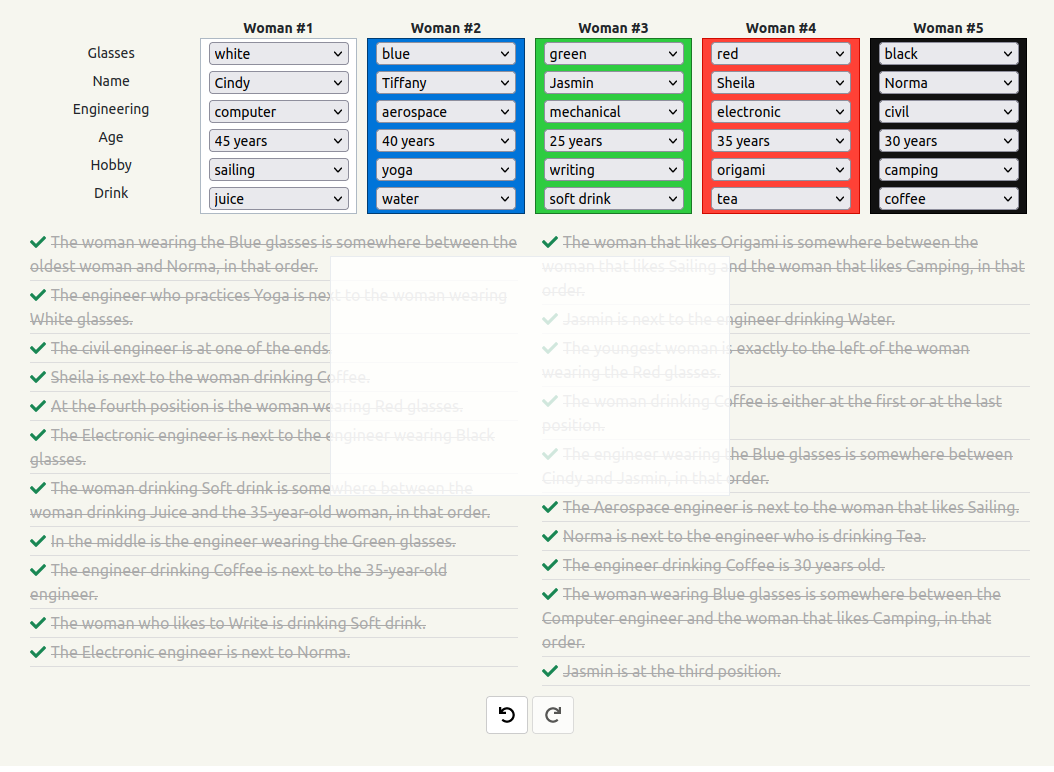 Woman #1 Woman #2 Woman #3 Woman #4 Woman #5
Glasses white blue green red black
Name Cindy Tiffany Jasmin Sheila Norma
Engineering computer aerospace mechanical electronic civil
Age 45 years 40 years 25 years 35 years 30 years
Hobby sailing yoga writing origami camping
Drink juice water soft drink tea coffee
The woman wearing the Blue glasses is somewhere between the
oldest woman and Norma, in that order.
The engineer who practices Yoga is next to the woman wearing
White glasses.
The civil engineer is at one of the ends.
Sheila is next to the woman drinking Coffee.
At the fourth position is the woman wearing Red glasses.
The Electronic engineer is next to the engineer wearing Black
glasses.
The woman drinking Soft drink is somewhere between the
woman drinking Juice and the 35-year-old woman, in that order.
In the middle is the engineer wearing the Green glasses.
The engineer drinking Coffee is next to the 35-year-old
engineer.
The woman who likes to Write is drinking Soft drink.
The Electronic engineer is next to Norma.
The woman that likes Origami is somewhere between the
woman that likes Sailing and the woman that likes Camping, in that
order.
Jasmin is next to the engineer drinking Water.
The youngest woman is exactly to the left of the woman
wearing the Red glasses.
The woman drinking Coffee is either at the first or at the last
position.
The engineer wearing the Blue glasses is somewhere between
Cindy and Jasmin, in that order.
The Aerospace engineer is next to the woman that likes Sailing.
Norma is next to the engineer who is drinking Tea.
The engineer drinking Coffee is 30 years old.
The woman wearing Blue glasses is somewhere between the
Computer engineer and the woman that likes Camping, in that
order.
Jasmin is at the third position.